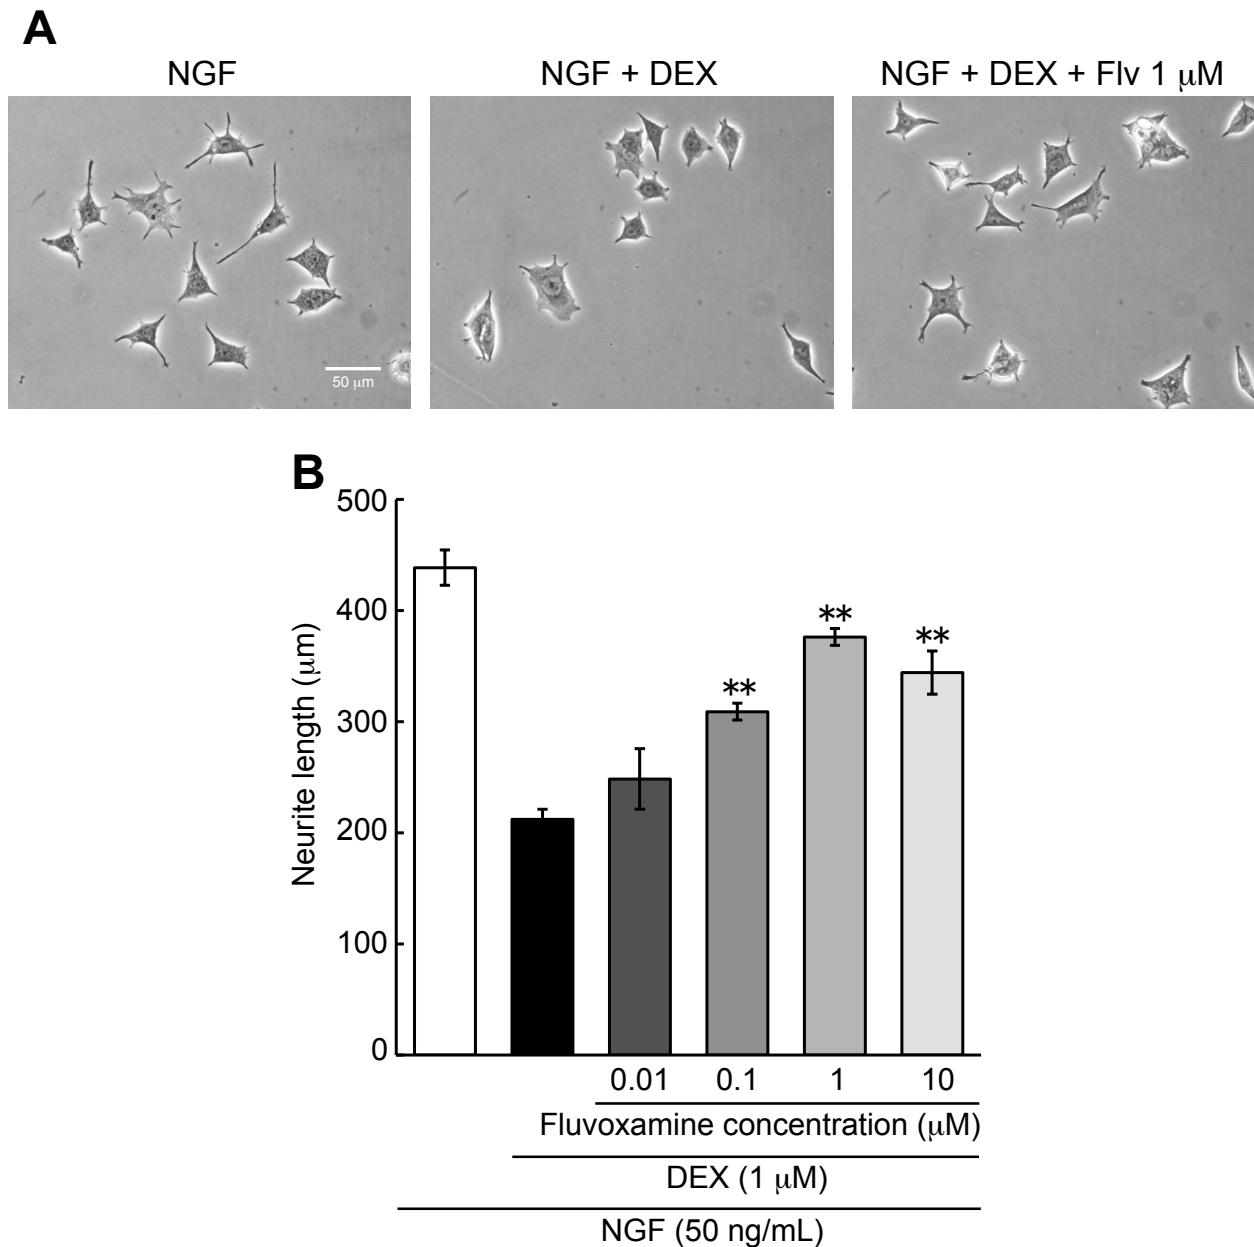 A
NGF
NGF + DEX
NGF + DEX + Flv 1 μM
50 μm
B
500
400
300
200
100
0
Neurite length (μm)
**
**
**
0.01 0.1 1 10
Fluvoxamine concentration (μM)
DEX (1 μM)
NGF (50 ng/mL)